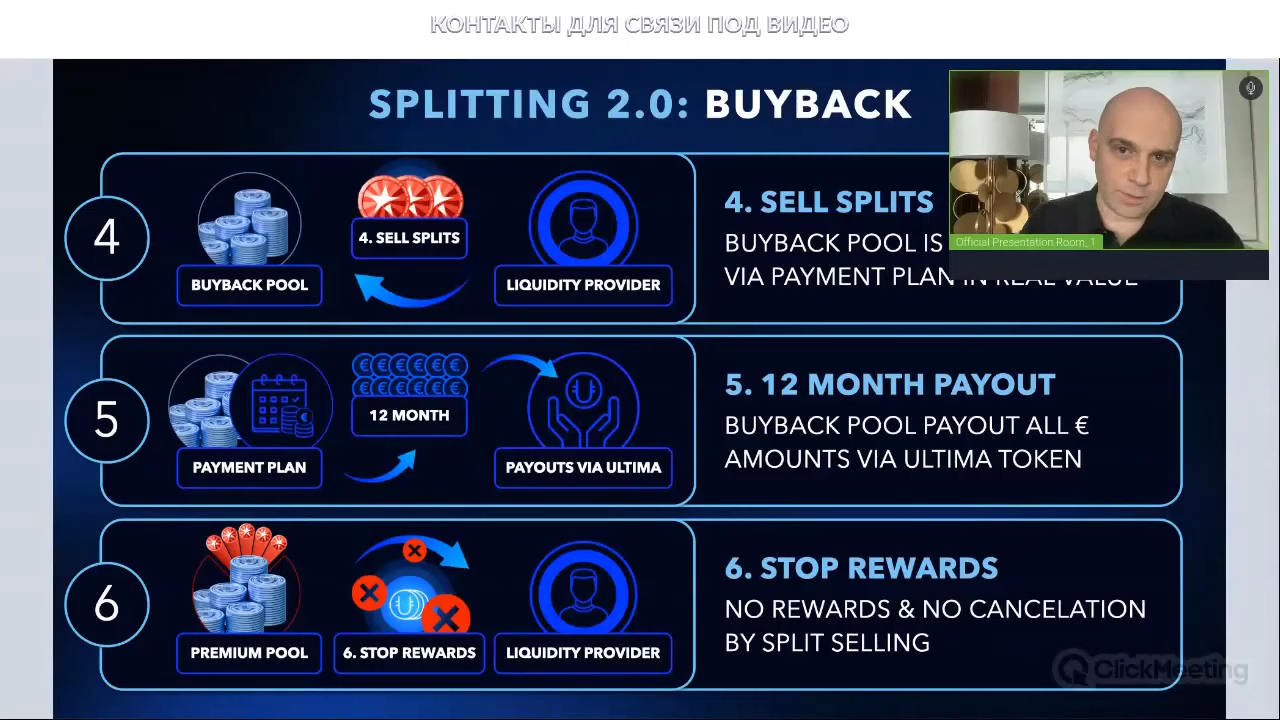 КОНТАКТЫ ДЛЯ СВЯЗИ ПОД ВИДЕО
SPLITTING 2.0: BUYBACK
4
BUYBACK POOL
4. SELL SPLITS
LIQUIDITY PROVIDER
4. SELL SPLITS
BUYBACK POOL IS
VIA PAYMENT PLAN IN REAL VALUE
Official Presentation Room_1
5
PAYMENT PLAN
12 MONTH
PAYOUTS VIA ULTIMA
5. 12 MONTH PAYOUT
BUYBACK POOL PAYOUT ALL €
AMOUNTS VIA ULTIMA TOKEN
6
PREMIUM POOL
6. STOP REWARDS
LIQUIDITY PROVIDER
6. STOP REWARDS
NO REWARDS & NO CANCELATION
BY SPLIT SELLING
ClickMeeting